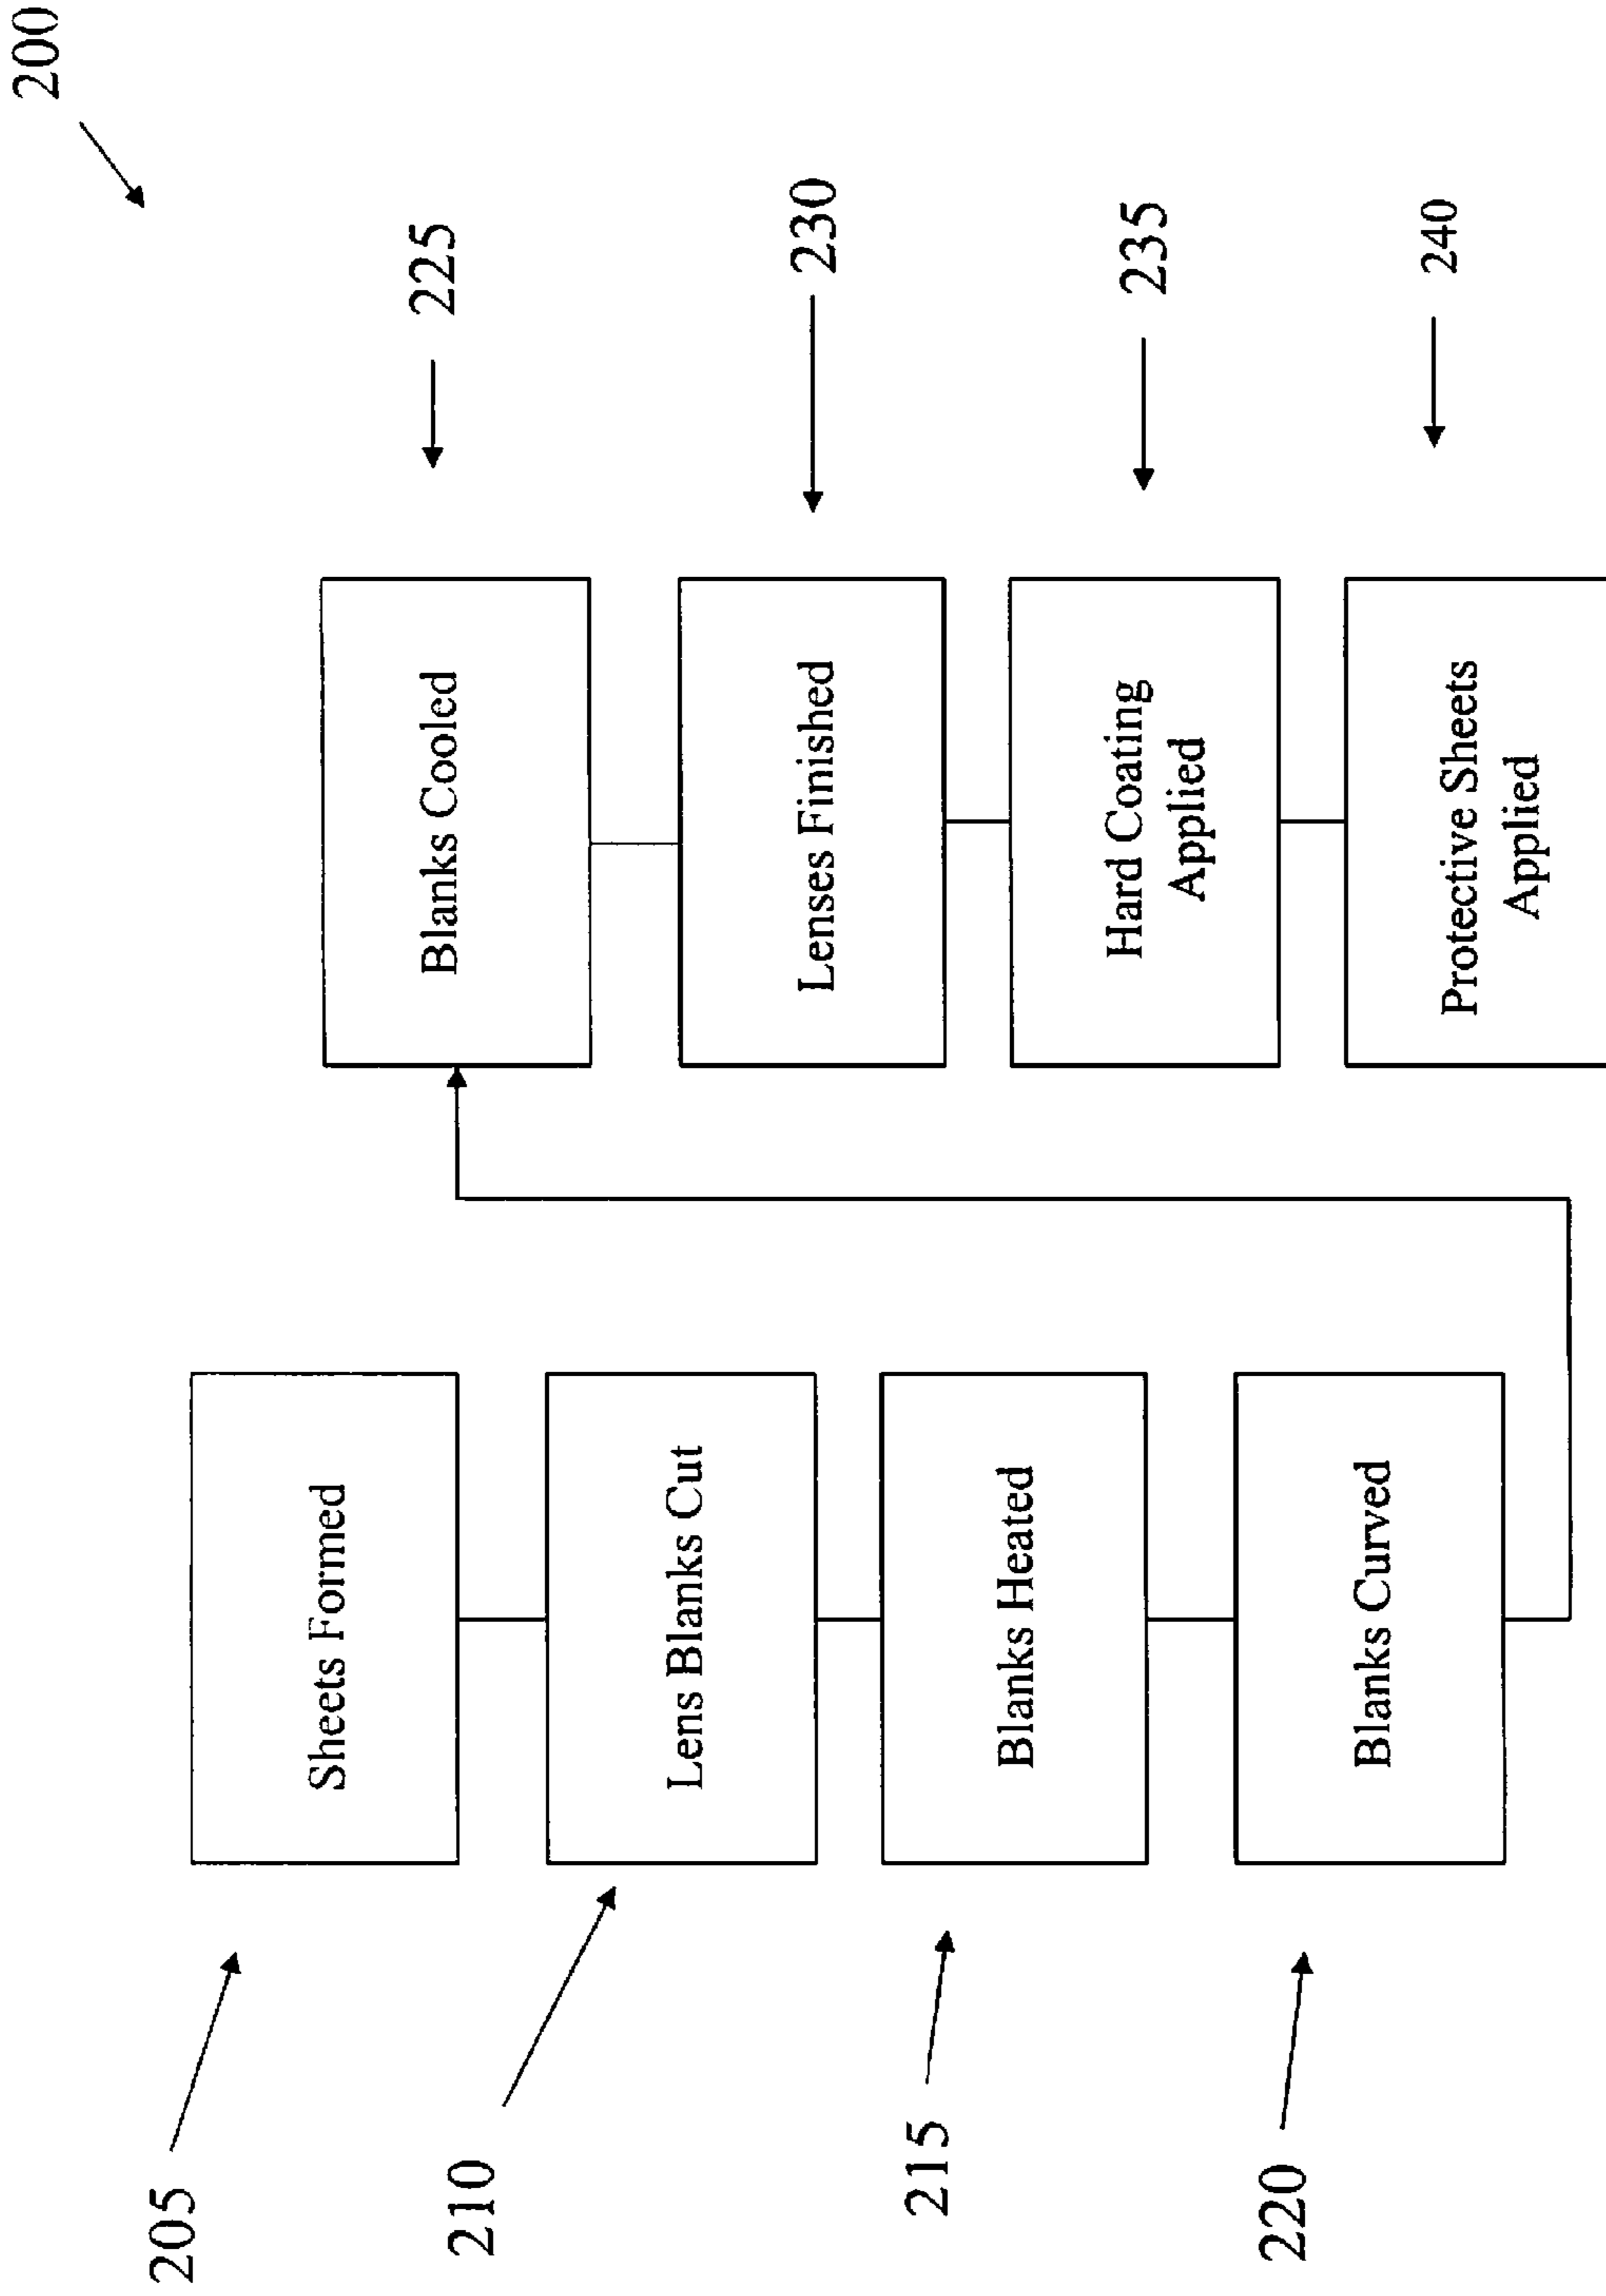 200
205
Sheets Formed
210
Lens Blanks Cut
215
Blanks Heated
220
Blanks Curved
Blanks Cooled
225
Lenses Finished
230
Hard Coating
Applied
235
Protective Sheets
Applied
240